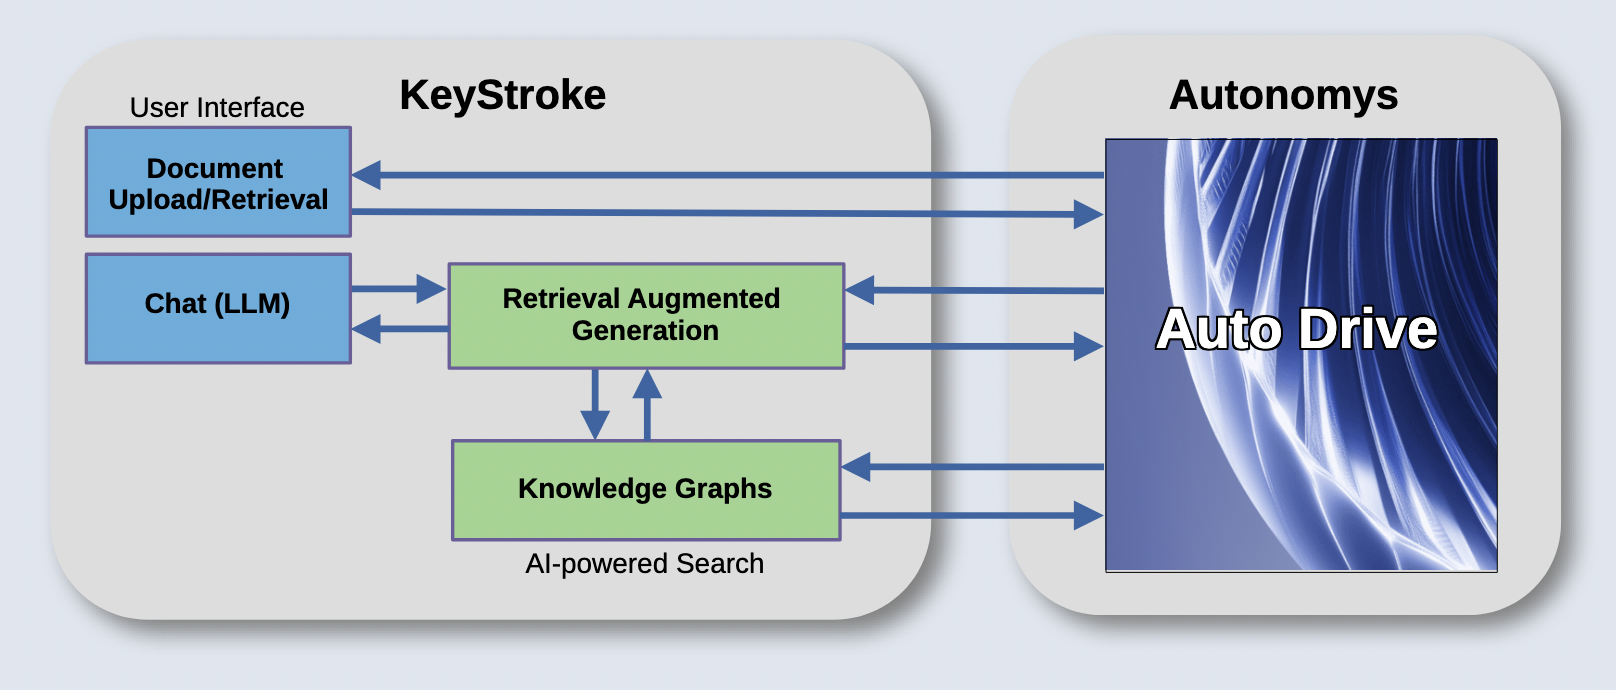 KeyStroke
User Interface
Document
Upload/Retrieval
Chat (LLM)
Retrieval Augmented
Generation
Knowledge Graphs
AI-powered Search
Autonomys
Auto Drive